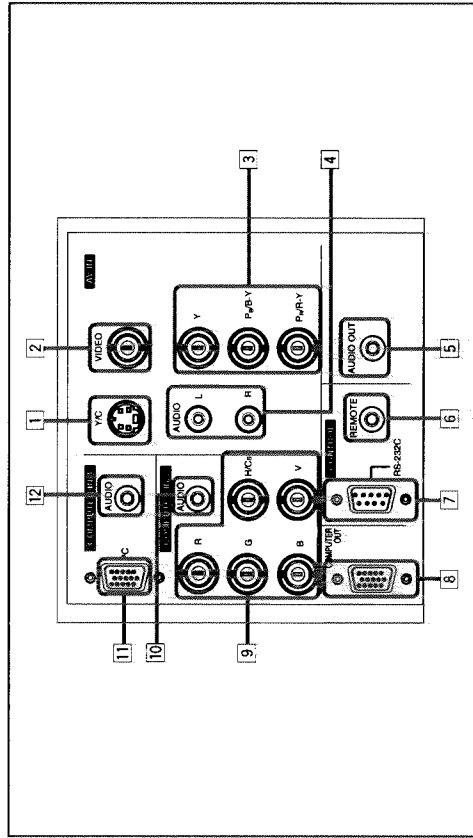 12
1
2
Y/C
VIDEO
AV IN
11
AUDIO
10
AUDIO
AUDIO
L
R
Y
PB/B-Y
PR/R-Y
3
R
G
B
H/CS
V
9
4
COMPUTER OUT
CONTROL
REMOTE
AUDIO OUT
RS-232C
8
7
6
5